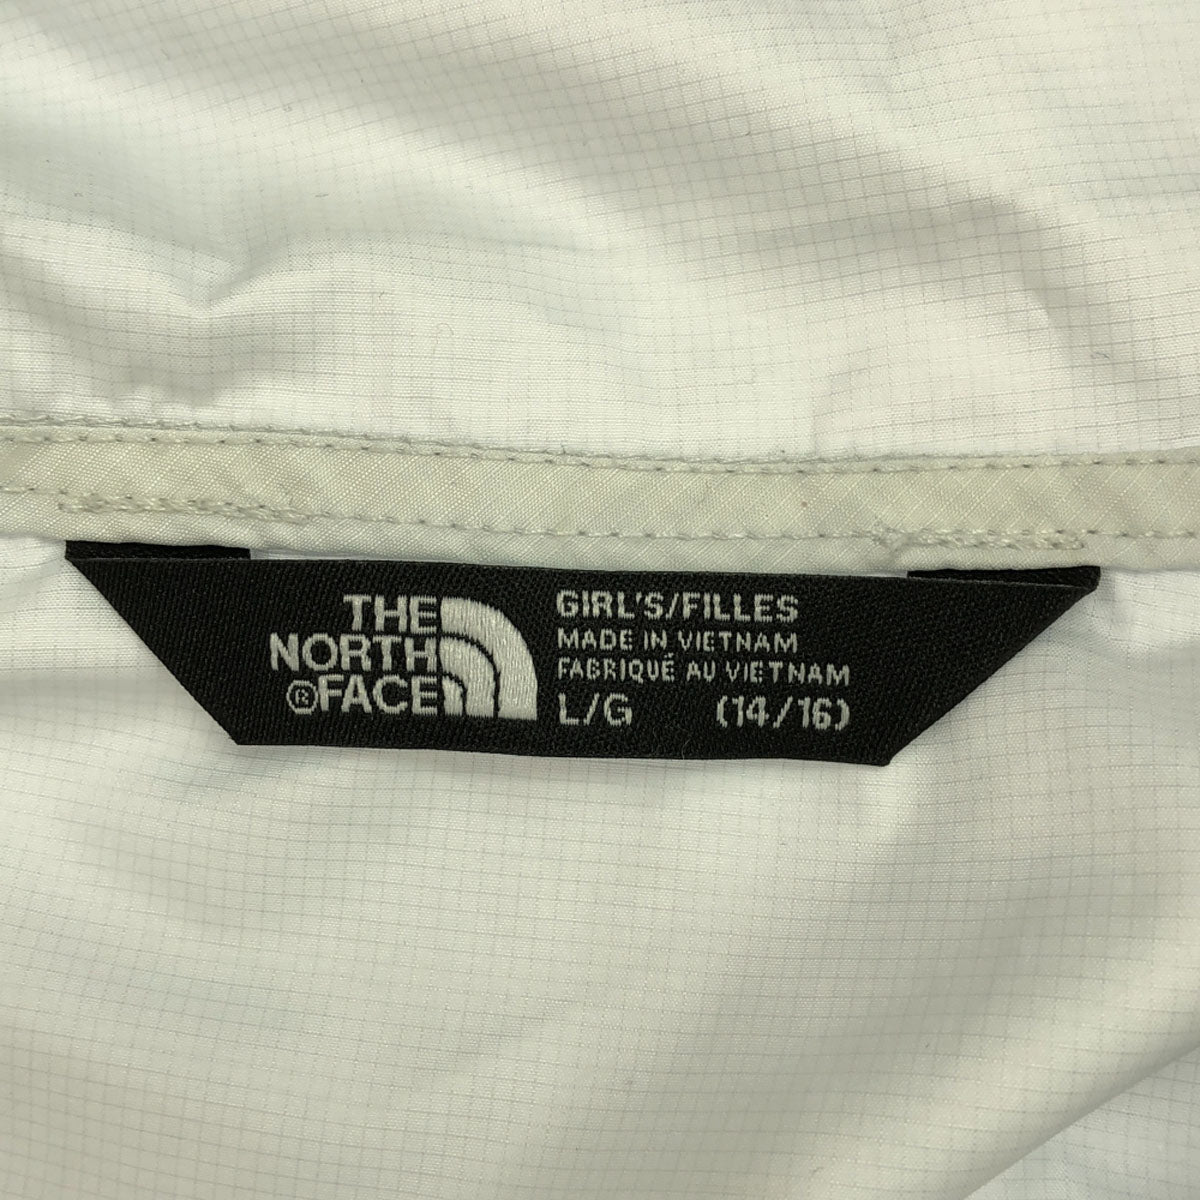 THE
NORTH
®FACE
GIRL'S/FILLES
MADE IN VIETNAM
FABRIQUÉ AU VIETNAM
L/G (14/16)